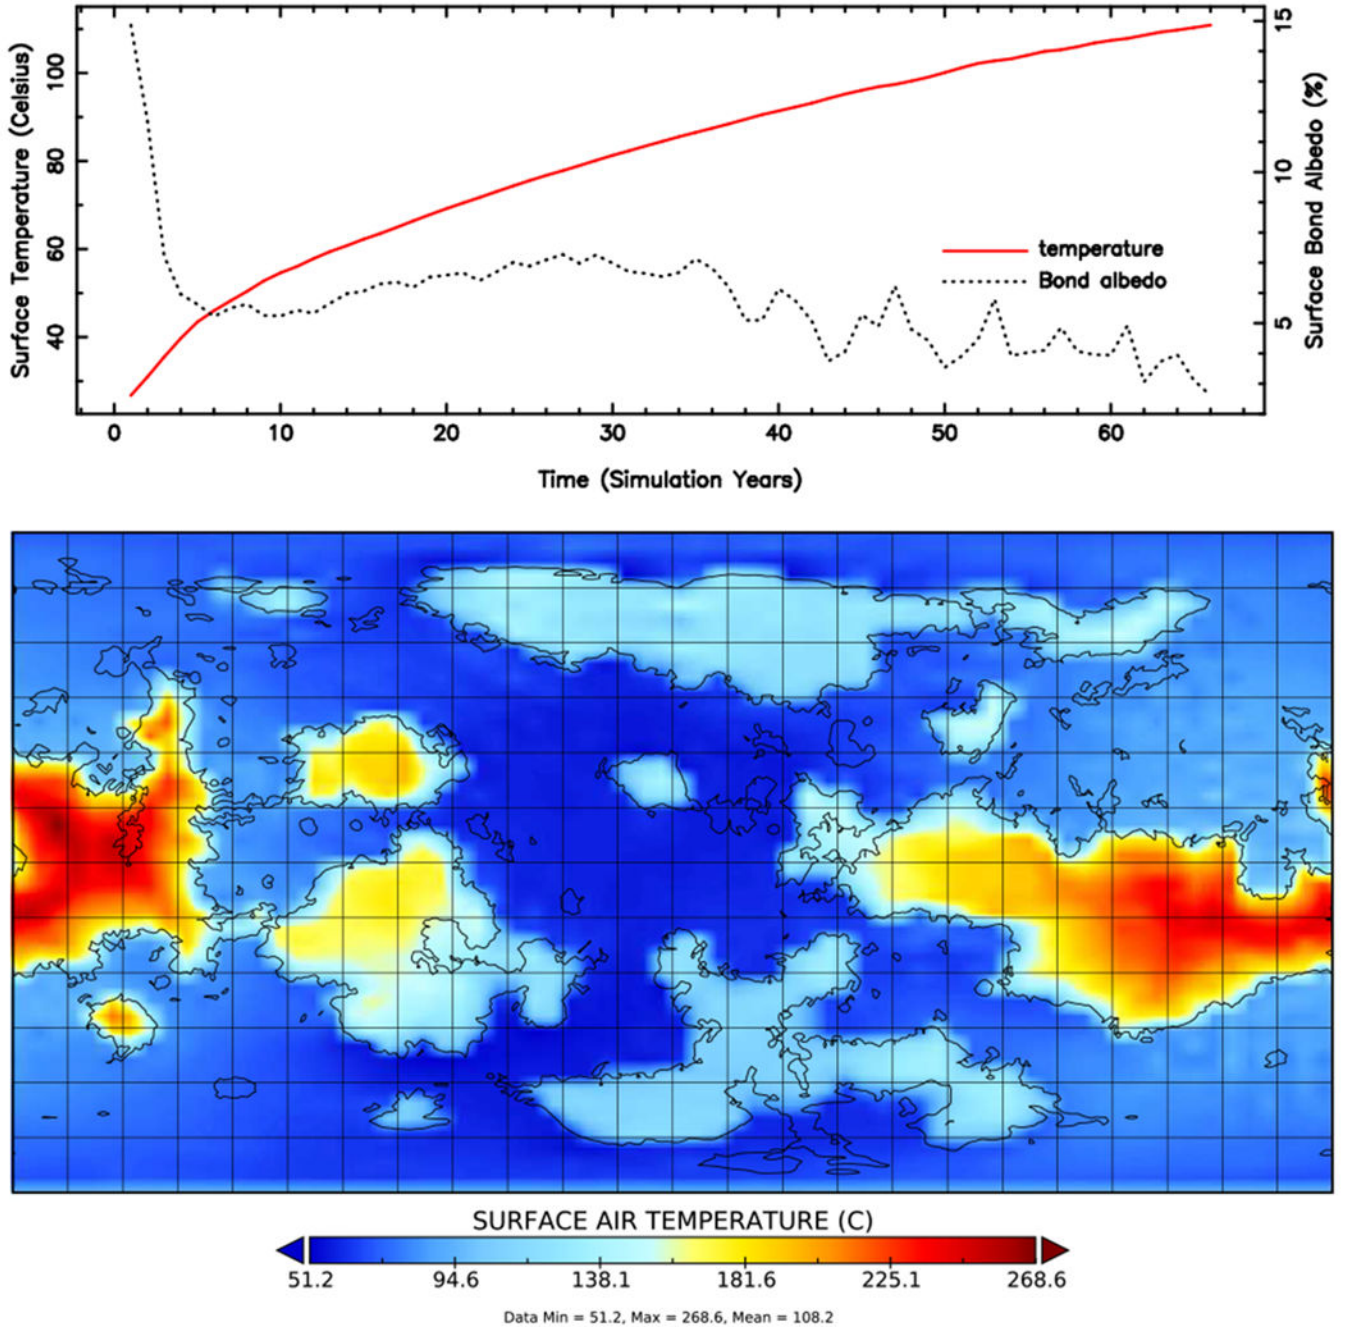 Surface Temperature (Celsius)
100
80
60
40
15
10
5
Surface Bond Albedo (%)
temperature
Bond albedo
0 10 20 30 40 50 60
Time (Simulation Years)
SURFACE AIR TEMPERATURE (C)
51.2 94.6 138.1 181.6 225.1 268.6
Data Min = 51.2, Max = 268.6, Mean = 108.2